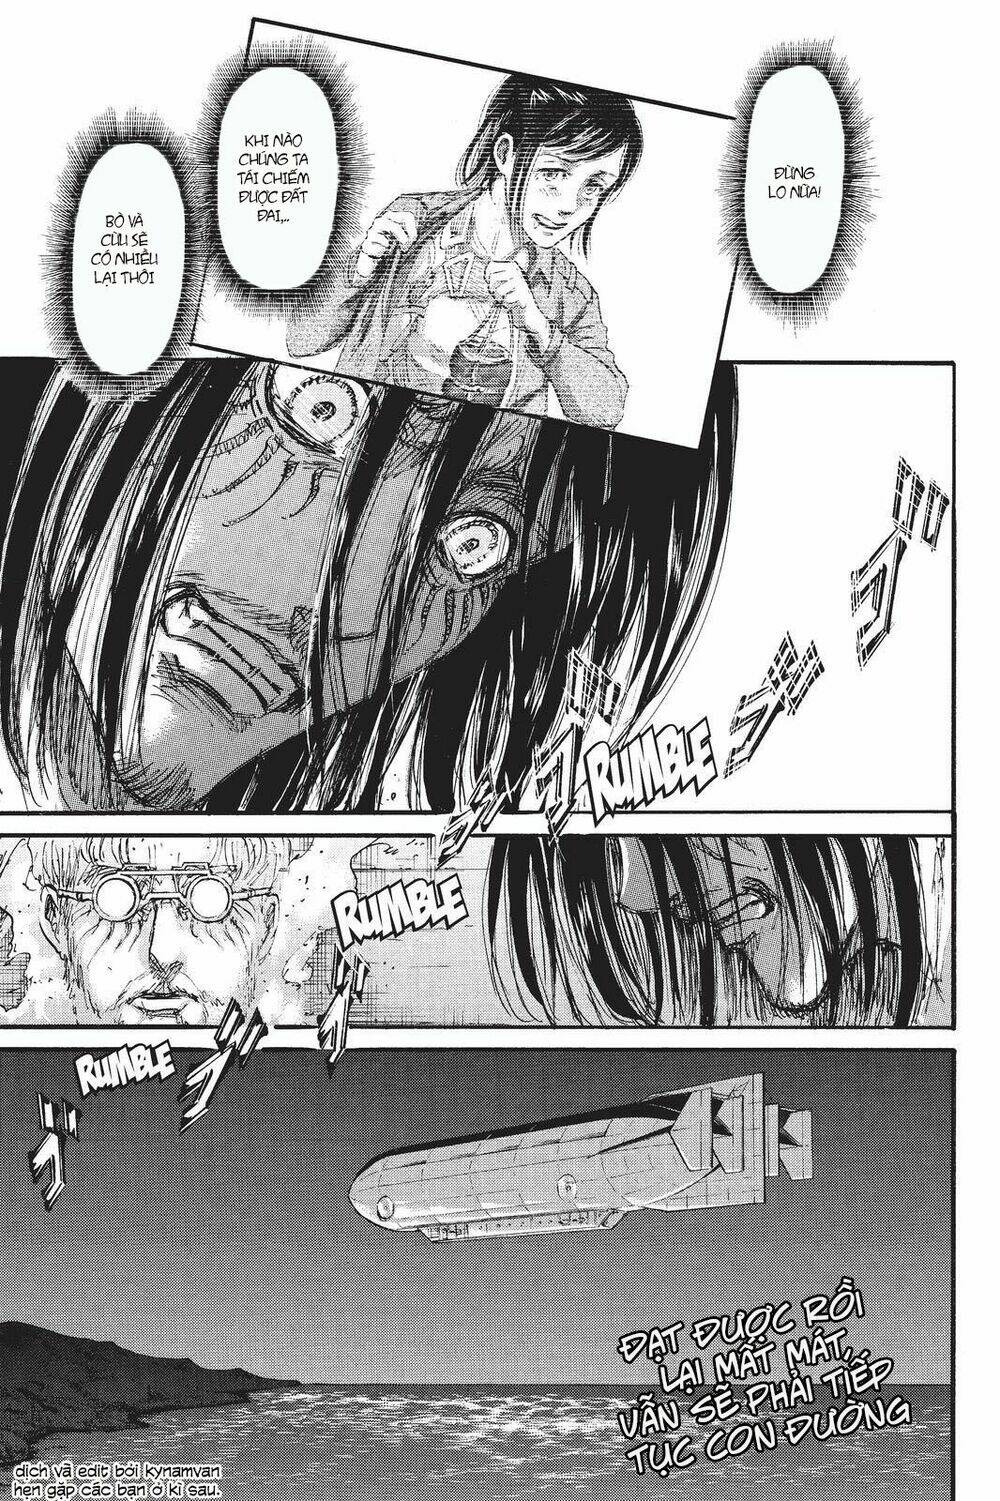 ĐỪNG
LO NỮA!
KHI NÀO
CHÚNG TA
TÁI CHIẾM
ĐƯỢC ĐẤT
ĐAI,..
BÒ VÀ
CỪU SẼ
CÓ NHIỀU
LẠI THÔI
RUMBLE
RUMBLE
RUMBLE
ĐẠT ĐƯỢC RỒI
LẠI MẤT MÁT,
VẪN SẼ PHẢI TIẾP
TỤC CON ĐƯỜNG
dịch và edit bởi kynamvan
hẹn gặp các bạn ở kì sau.